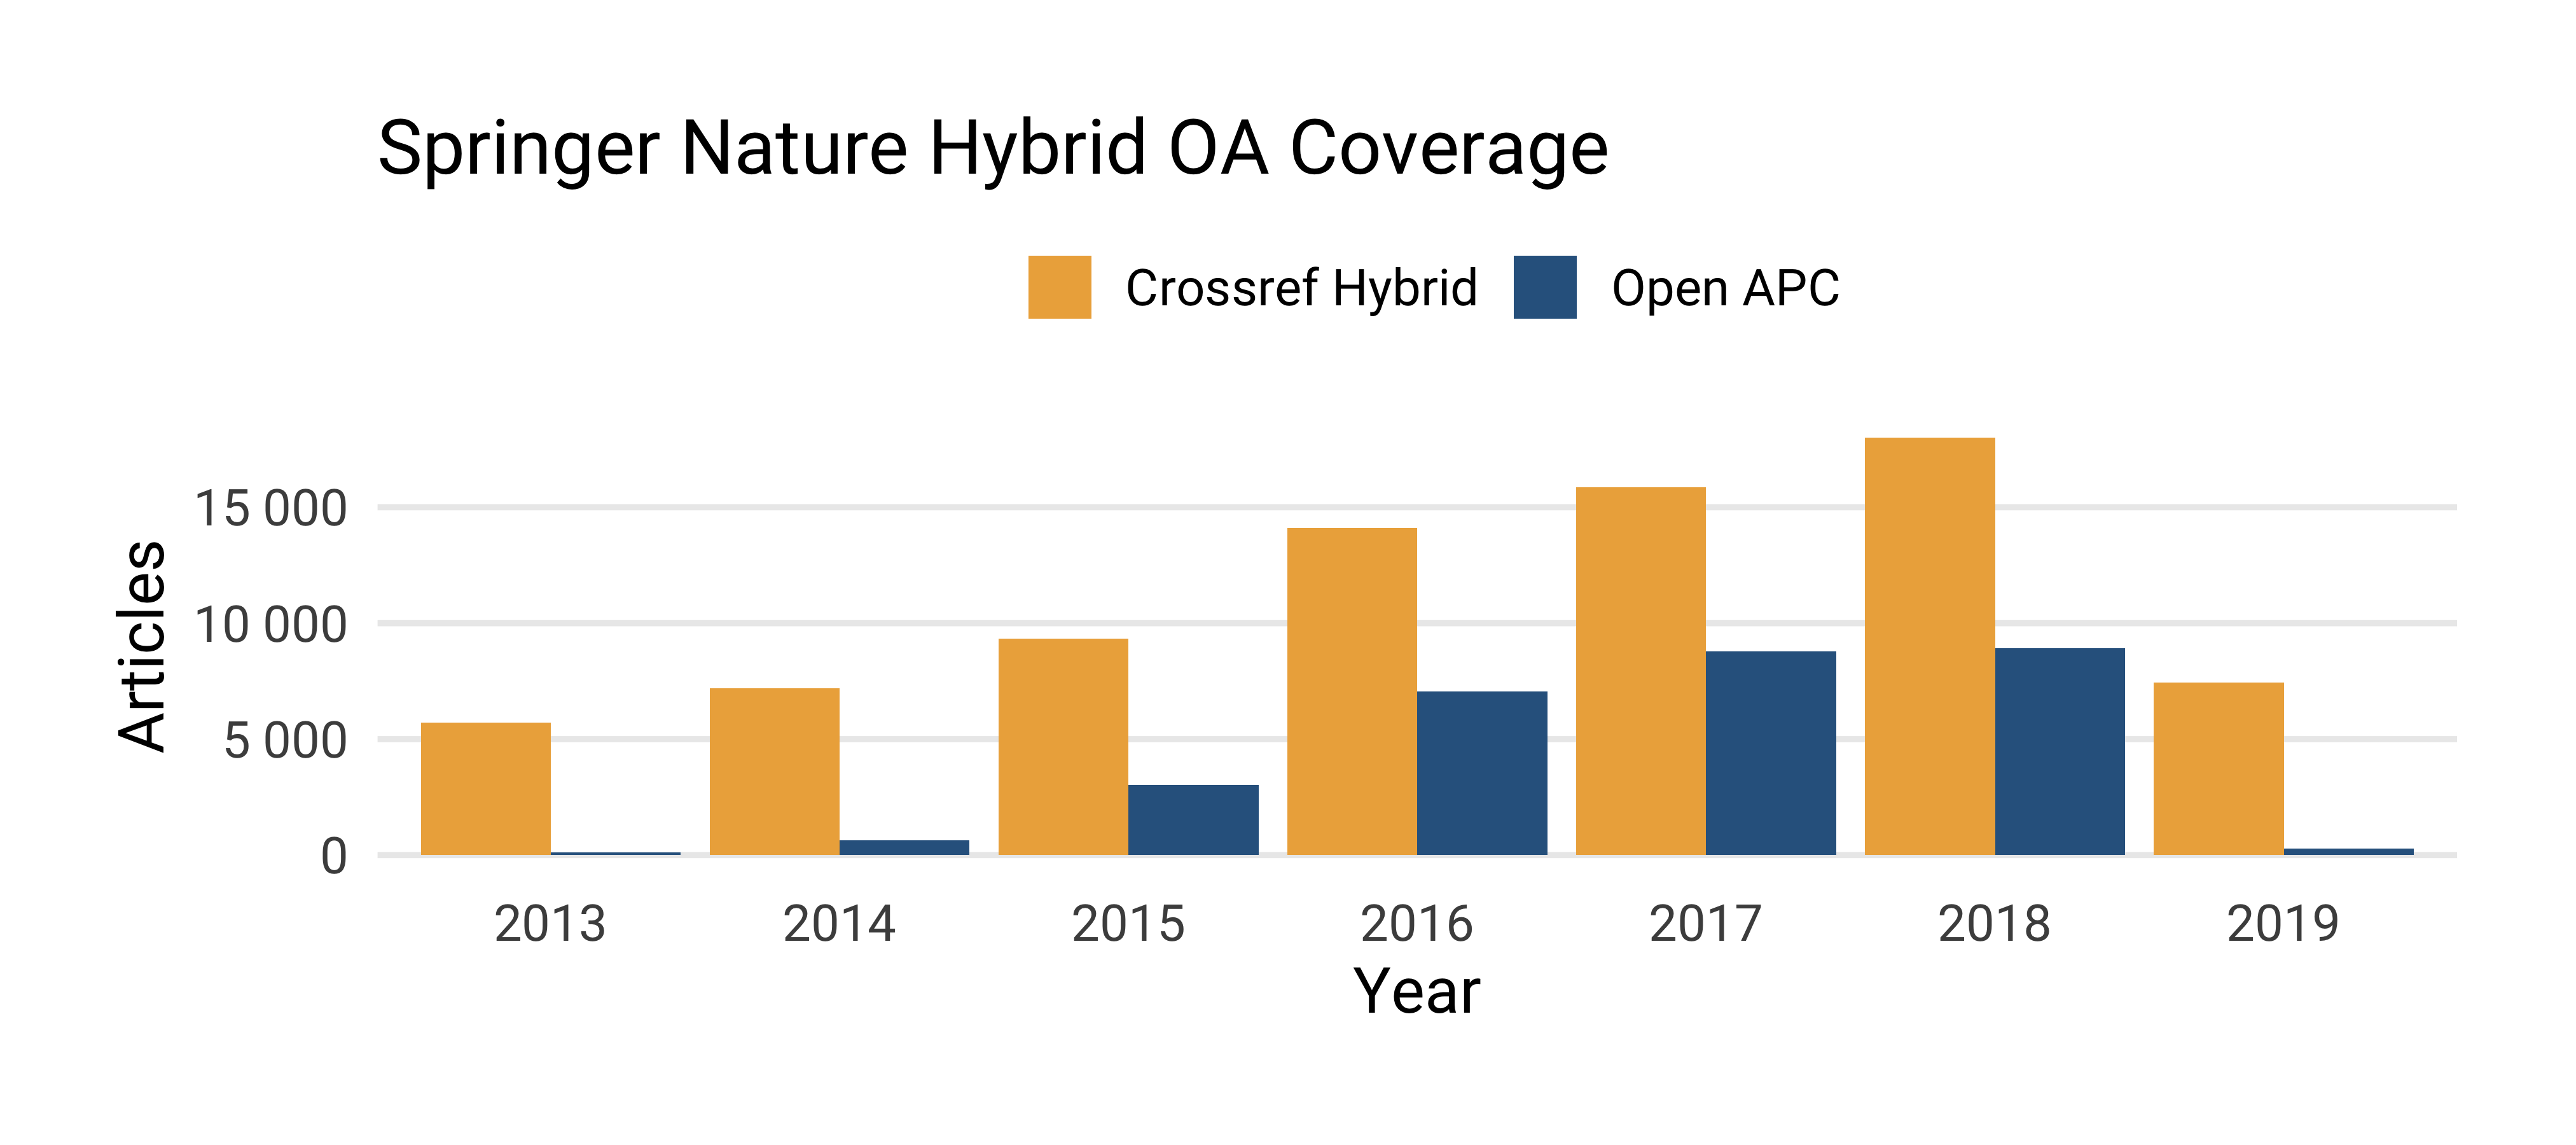 Springer Nature Hybrid OA Coverage
Crossref Hybrid Open APC
Articles
15 000
10 000
5 000
0
2013 2014 2015 2016 2017 2018 2019
Year